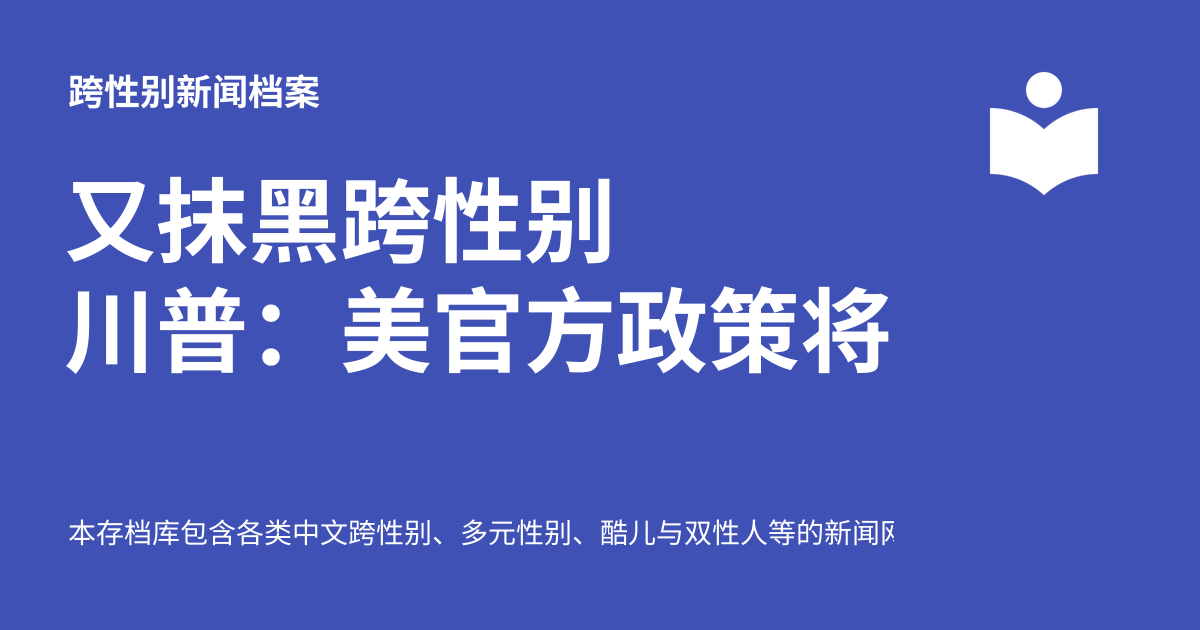 跨性别新闻档案
又抹黑跨性别
川普：美官方政策将
本存档库包含各类中文跨性别、多元性别、酷儿与双性人等的新闻网